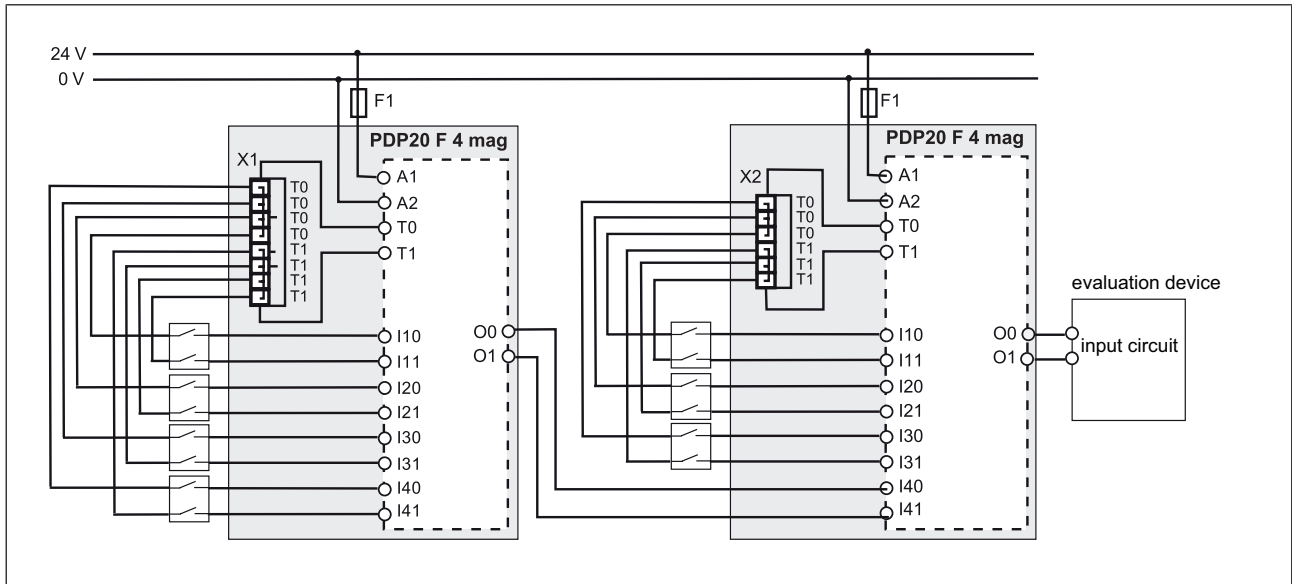 24 V
0 V
F1
PDP20 F 4 mag
X1
T0
T0
T0
T0
T1
T1
T1
T1
A1
A2
T0
T1
I10
I11
I20
I21
I30
I31
I40
I41
O0
O1
F1
PDP20 F 4 mag
X2
T0
T0
T0
T1
T1
T1
A1
A2
T0
T1
I10
I11
I20
I21
I30
I31
I40
I41
O0
O1
evaluation device
input circuit